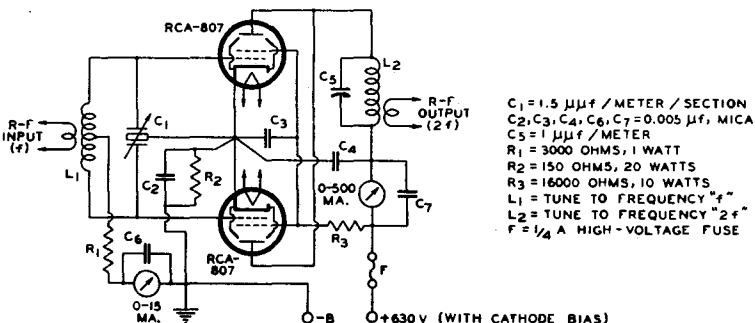 RCA-807
L2
C5
R-F
OUTPUT
(2f)
R-F
INPUT
(f)
C1
L1
C3
C4
C2
R2
0-500
MA.
C7
R3
R1
C6
RCA-
807
0-15
MA.
F
-B
+630 V (WITH CATHODE BIAS)
C1 = 1.5 μμf / METER / SECTION
C2, C3, C4, C6, C7 = 0.005 μf, MICA
C5 = 1 μμf / METER
R1 = 3000 OHMS, 1 WATT
R2 = 150 OHMS, 20 WATTS
R3 = 16000 OHMS, 10 WATTS
L1 = TUNE TO FREQUENCY "f"
L2 = TUNE TO FREQUENCY "2f"
F = 1/4 A HIGH-VOLTAGE FUSE